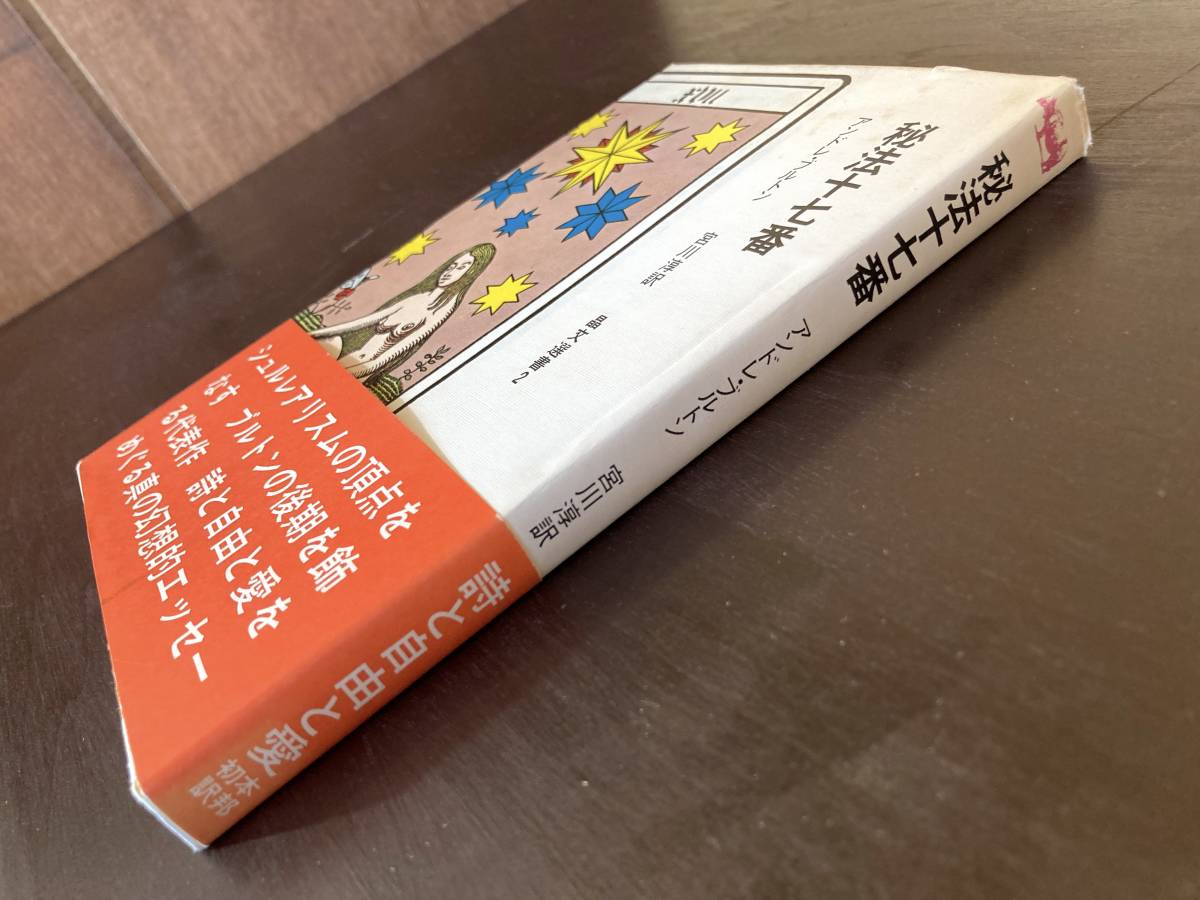 秘法十七番
アンドレ・ブルトン
宮川淳訳
晶文選書2
シュルレアリスムの頂点を
なす ブルトンの後期を飾
る代表作 詩と自由と愛を
めぐる真の幻想的エッセー
秘法十七番
アンドレ・ブルトン
宮川淳訳
詩と自由と愛
本邦
初訳